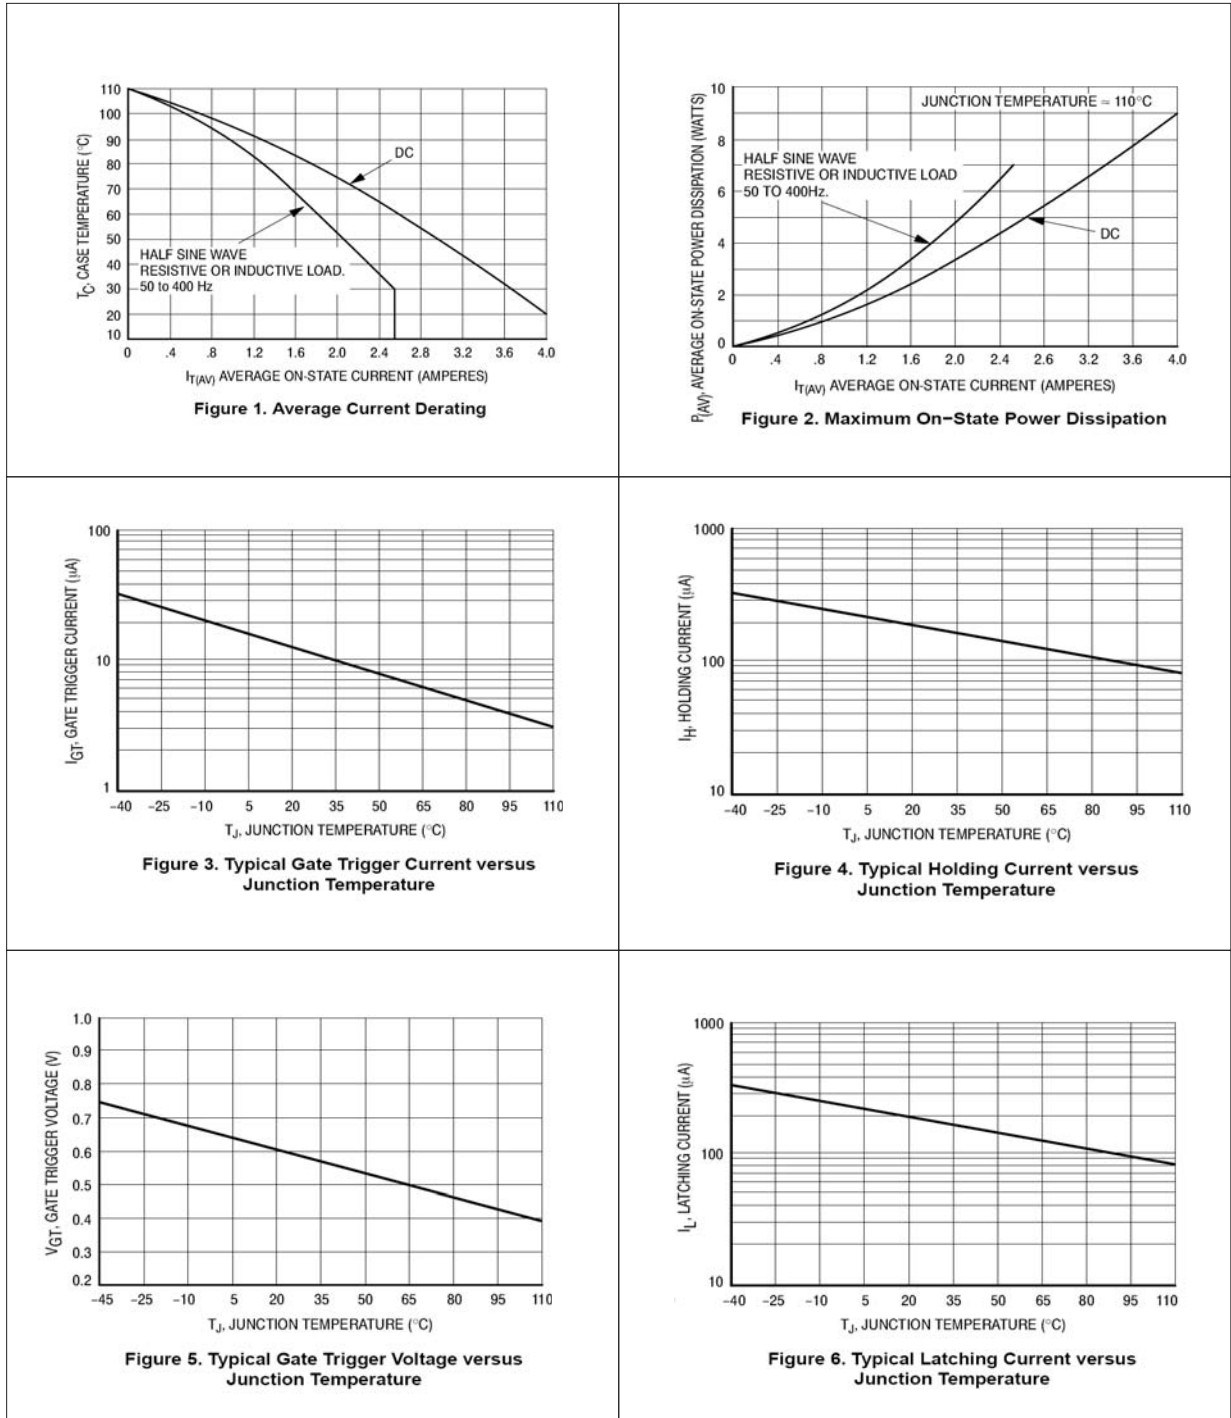 110
100
90
80
70
60
50
40
30
20
10
T_C, CASE TEMPERATURE (°C)
DC
HALF SINE WAVE
RESISTIVE OR INDUCTIVE LOAD.
50 to 400 Hz
0 .4 .8 1.2 1.6 2.0 2.4 2.8 3.2 3.6 4.0
I_T(AV) AVERAGE ON-STATE CURRENT (AMPERES)
Figure 1. Average Current Derating
10
8
6
4
2
0
P(AV), AVERAGE ON-STATE POWER DISSIPATION (WATTS)
JUNCTION TEMPERATURE ≈ 110°C
HALF SINE WAVE
RESISTIVE OR INDUCTIVE LOAD
50 TO 400Hz.
DC
0 .4 .8 1.2 1.6 2.0 2.4 2.6 3.2 3.6 4.0
I_T(AV) AVERAGE ON-STATE CURRENT (AMPERES)
Figure 2. Maximum On−State Power Dissipation
100
10
1
I_GT, GATE TRIGGER CURRENT (µA)
−40 −25 −10 5 20 35 50 65 80 95 110
T_J, JUNCTION TEMPERATURE (°C)
Figure 3. Typical Gate Trigger Current versus
Junction Temperature
1000
100
10
I_H, HOLDING CURRENT (µA)
−40 −25 −10 5 20 35 50 65 80 95 110
T_J, JUNCTION TEMPERATURE (°C)
Figure 4. Typical Holding Current versus
Junction Temperature
1.0
0.9
0.8
0.7
0.6
0.5
0.4
0.3
0.2
V_GT, GATE TRIGGER VOLTAGE (V)
−45 −25 −10 5 20 35 50 65 80 95 110
T_J, JUNCTION TEMPERATURE (°C)
Figure 5. Typical Gate Trigger Voltage versus
Junction Temperature
1000
100
10
I_L, LATCHING CURRENT (µA)
−40 −25 −10 5 20 35 50 65 80 95 110
T_J, JUNCTION TEMPERATURE (°C)
Figure 6. Typical Latching Current versus
Junction Temperature